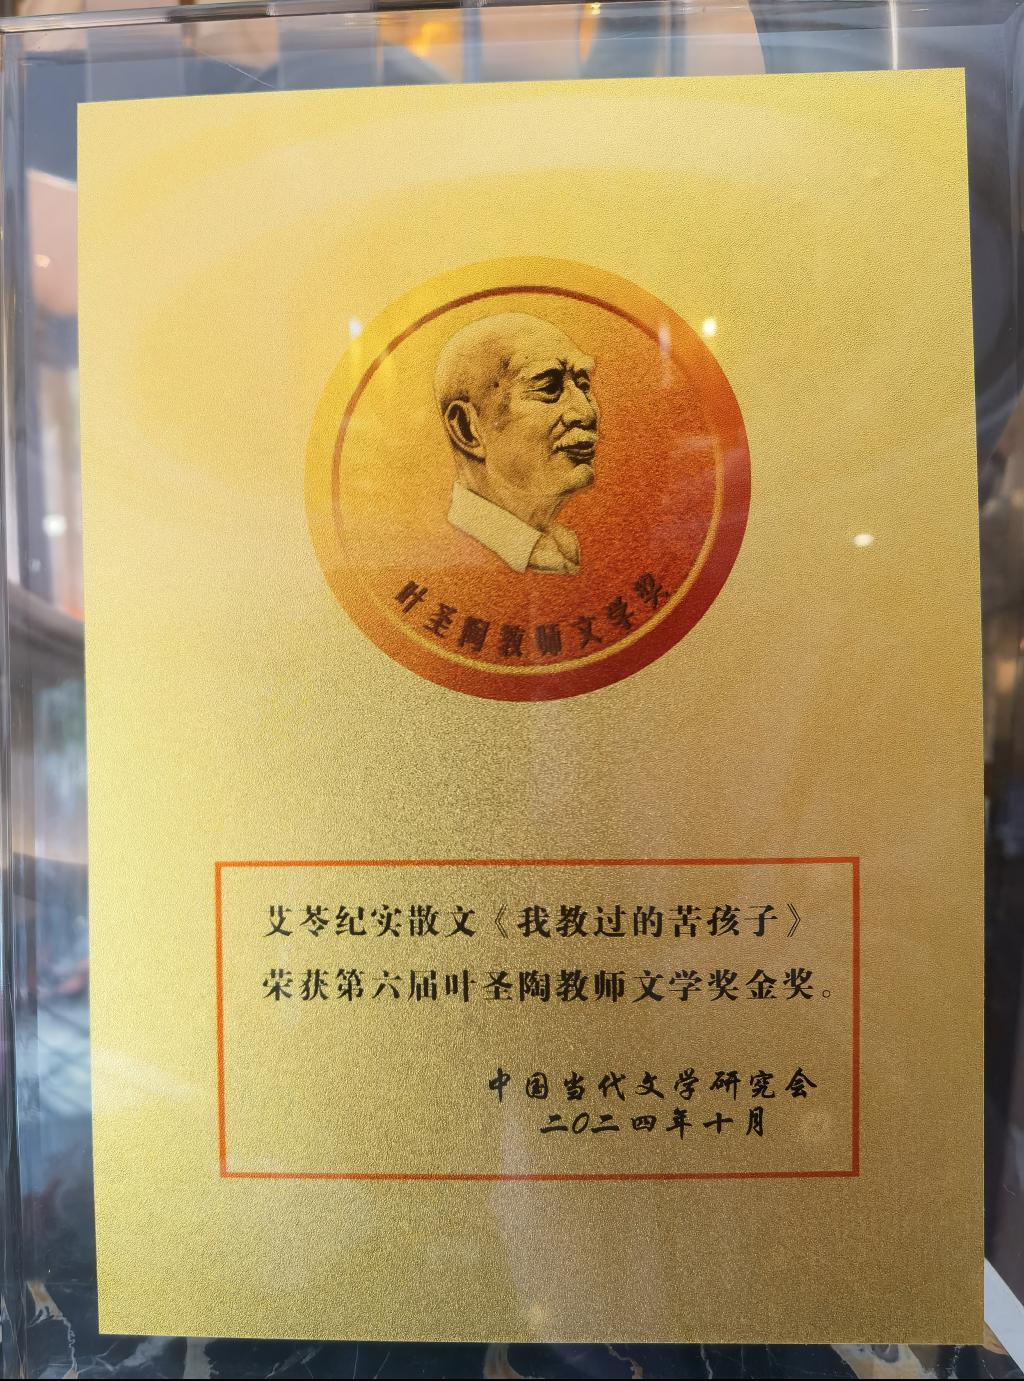 叶圣陶教师文学奖
艾苓纪实散文《我教过的苦孩子》
荣获第六届叶圣陶教师文学奖金奖。
中国当代文学研究会
二〇二四年十月